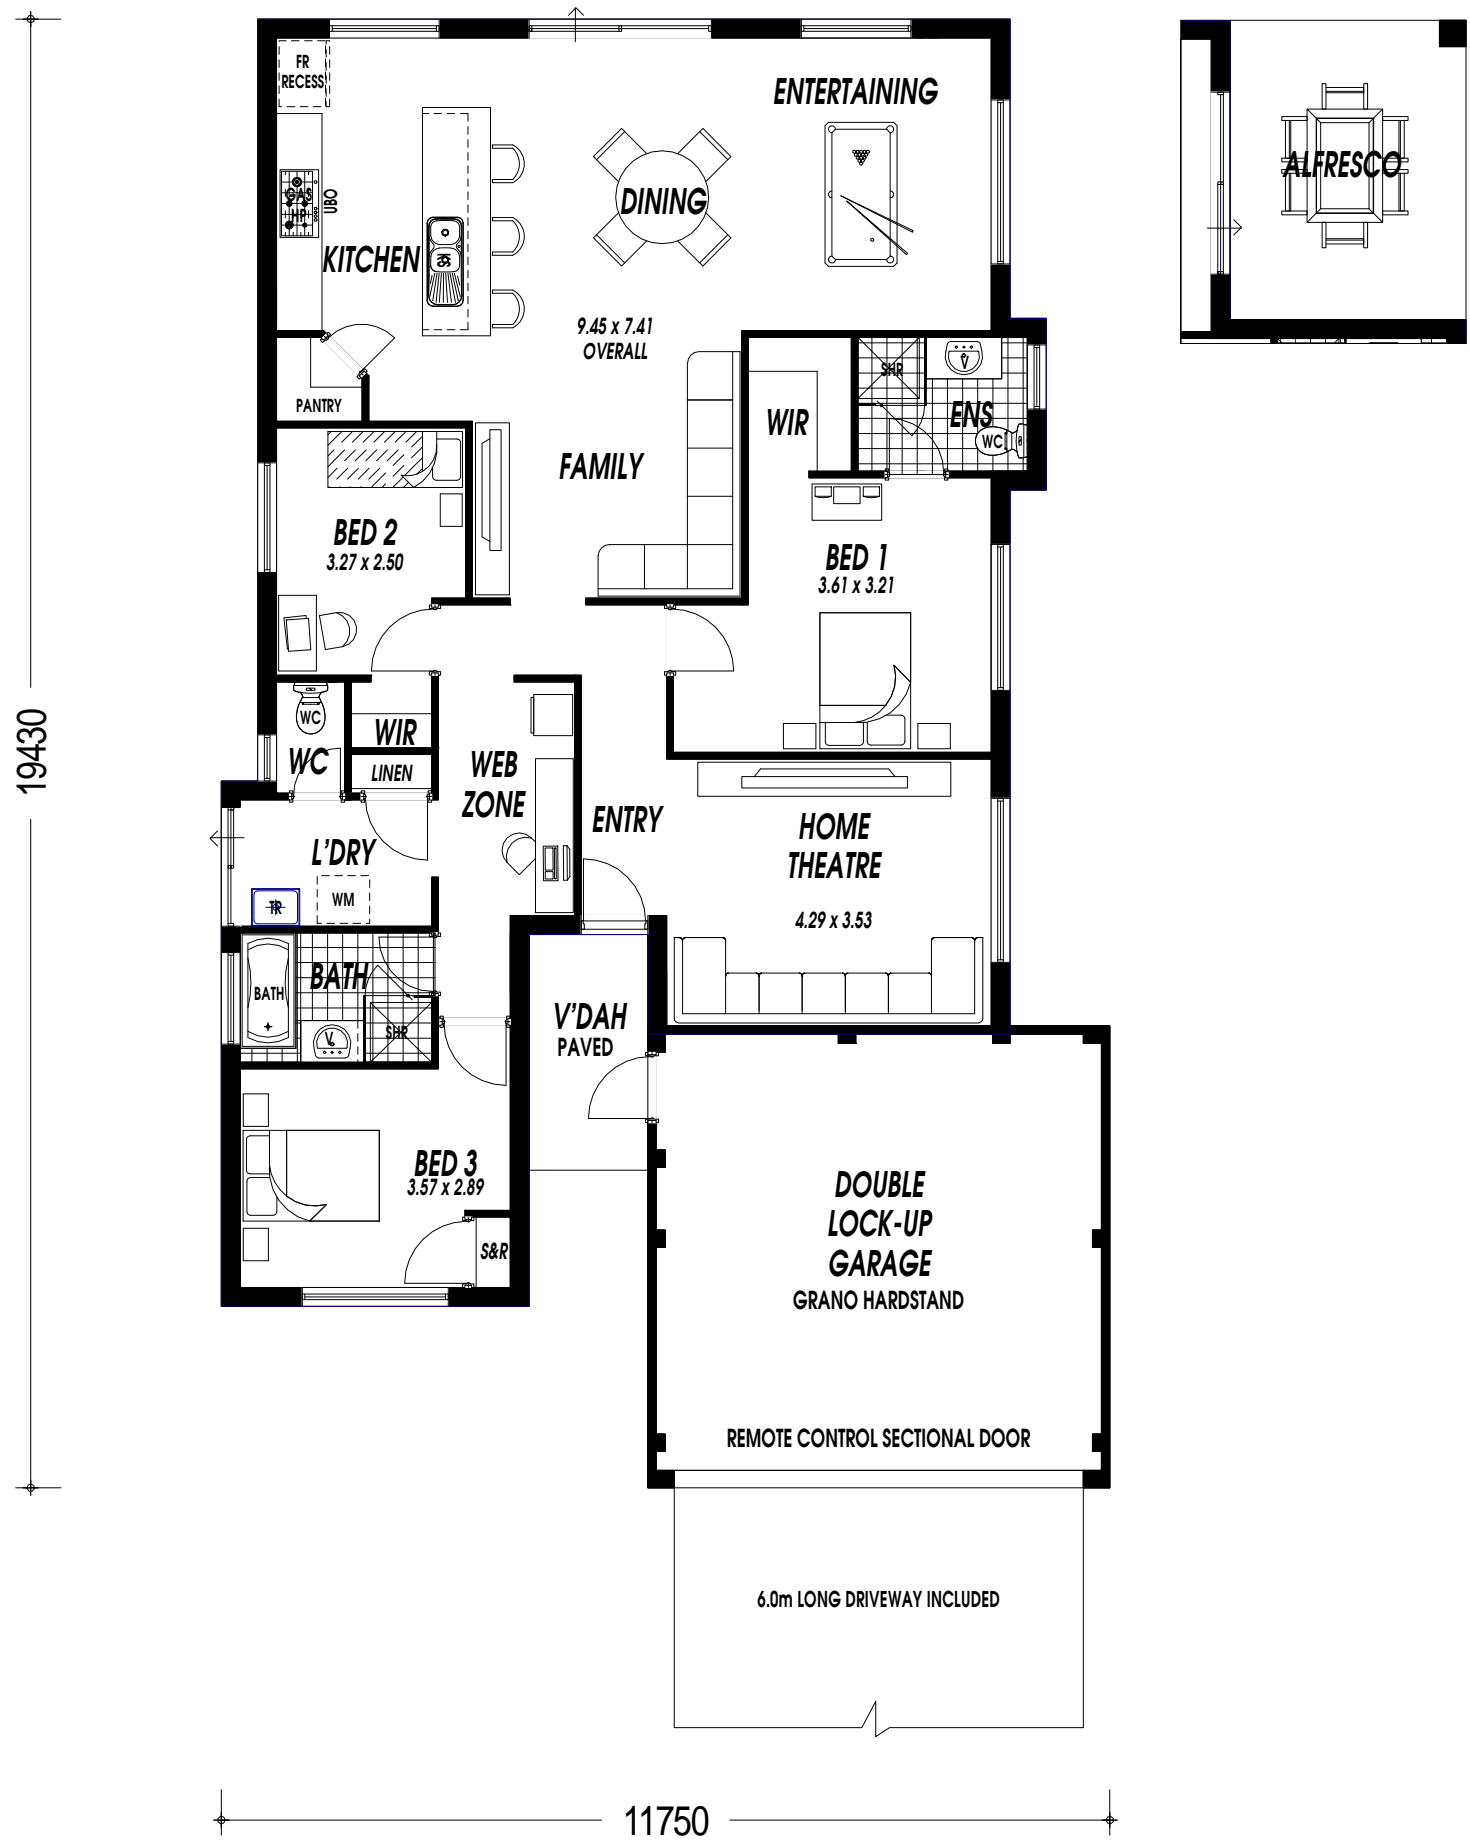 FR
RECESS
ENTERTAINING
ALFRESCO
GAS
HP
UBO
DINING
KITCHEN
9.45 x 7.41
OVERALL
PANTRY
SHR
V
WIR
ENS
WC
FAMILY
BED 2
3.27 x 2.50
BED 1
3.61 x 3.21
WC
WC
WIR
LINEN
WEB
ZONE
19430
ENTRY
HOME
THEATRE
4.29 x 3.53
L'DRY
TR
WM
BATH
BATH
V
SHR
V'DAH
PAVED
BED 3
3.57 x 2.89
S&R
DOUBLE
LOCK-UP
GARAGE
GRANO HARDSTAND
REMOTE CONTROL SECTIONAL DOOR
6.0m LONG DRIVEWAY INCLUDED
11750